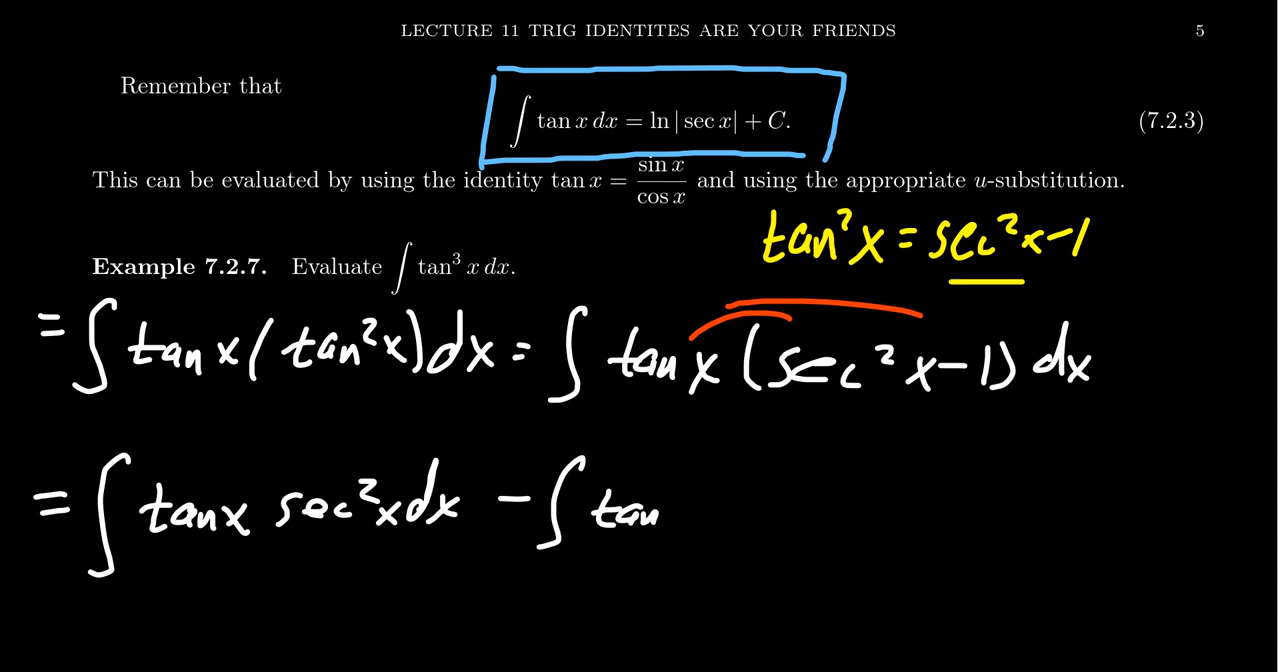 LECTURE 11 TRIG IDENTITES ARE YOUR FRIENDS 5
Remember that
∫ tan x dx = ln | sec x| + C. (7.2.3)
This can be evaluated by using the identity tan x = sin x / cos x and using the appropriate u-substitution.
tan²x = sec²x-1
Example 7.2.7. Evaluate ∫ tan³ x dx.
= ∫ tan x ( tan²x) dx = ∫ tan x (sec²x-1) dx
= ∫ tanx sec²x dx - ∫ tan